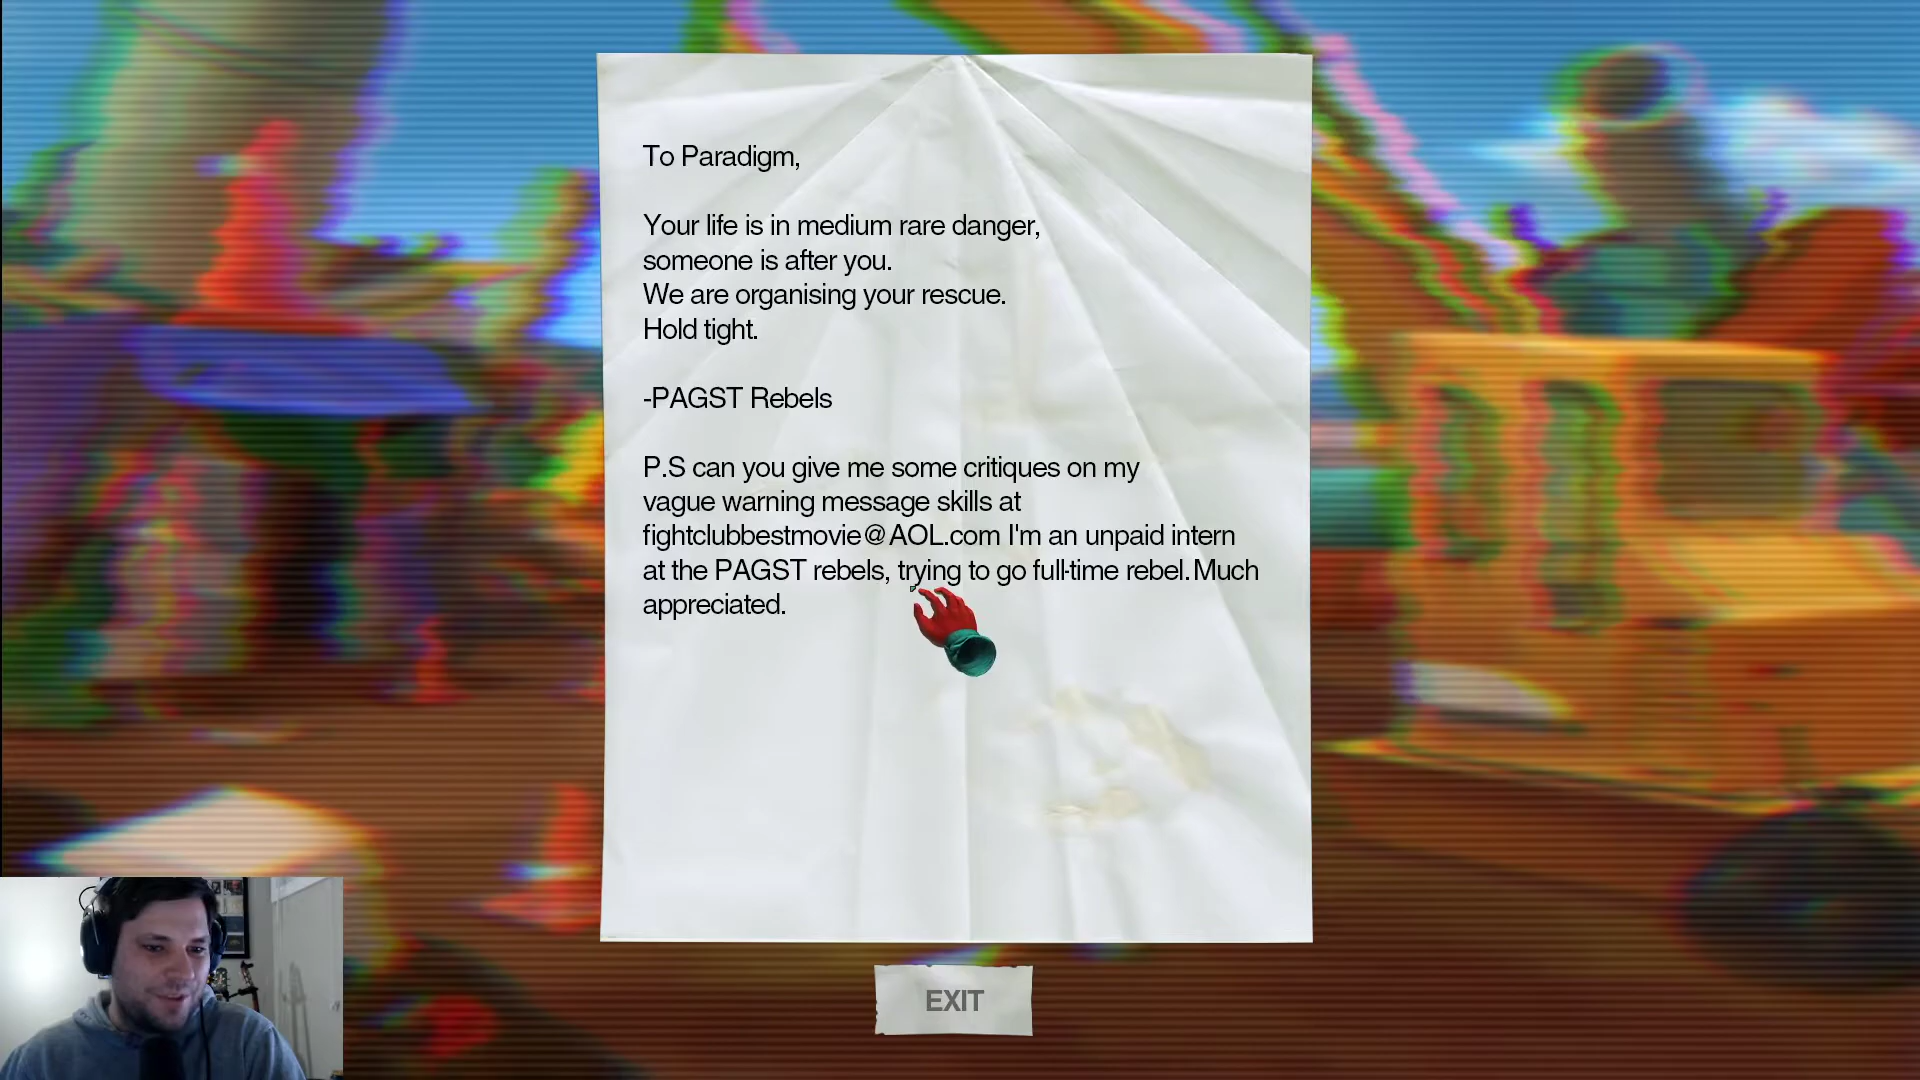 To Paradigm,
Your life is in medium rare danger,
someone is after you.
We are organising your rescue.
Hold tight.
-PAGST Rebels
P.S can you give me some critiques on my
vague warning message skills at
fightclubbestmovie@AOL.com I'm an unpaid intern
at the PAGST rebels, trying to go full-time rebel. Much
appreciated.
EXIT